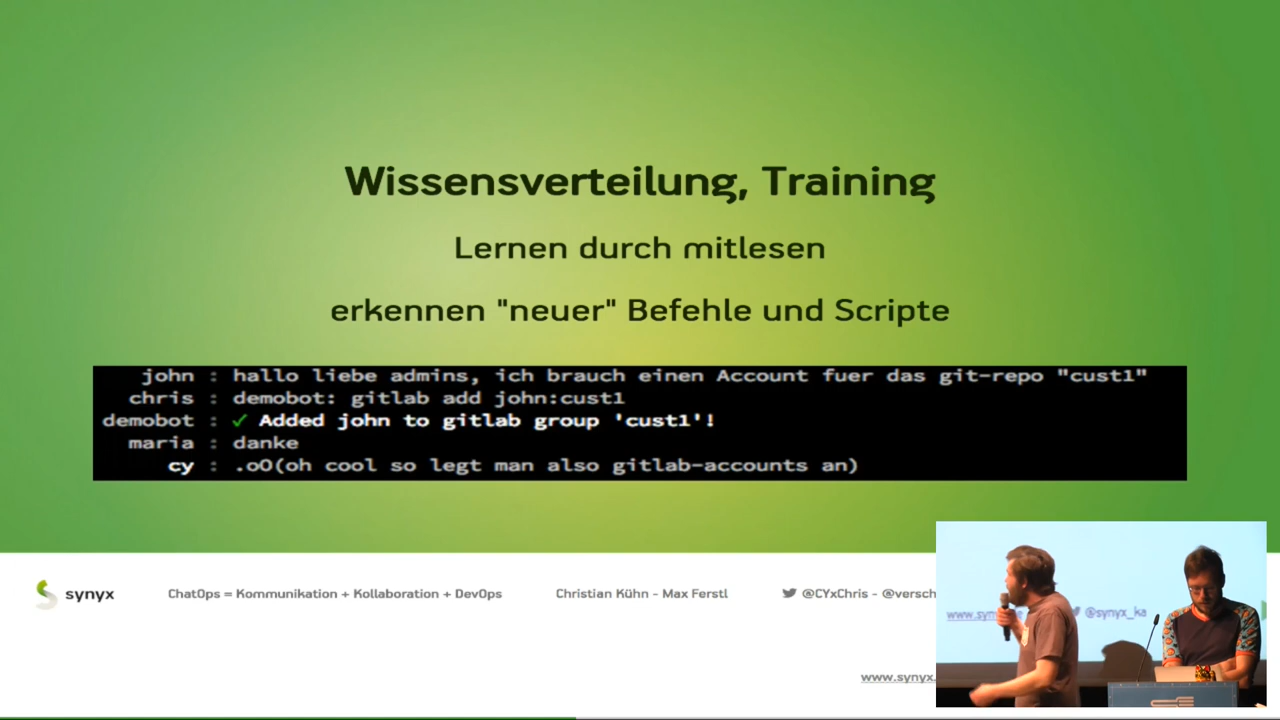 Wissensverteilung, Training
Lernen durch mitlesen
erkennen "neuer" Befehle und Scripte
john : hallo liebe admins, ich brauch einen Account fuer das git-repo "cust1"
chris : demobot: gitlab add john:cust1
demobot : ✓ Added john to gitlab group 'cust1'!
maria : danke
cy : .oO(oh cool so legt man also gitlab-accounts an)
synyx
ChatOps = Kommunikation + Kollaboration + DevOps
Christian Kühn - Max Ferstl
@CYxChris - @versch
www.synyx.
www.syn
@synyx_ka